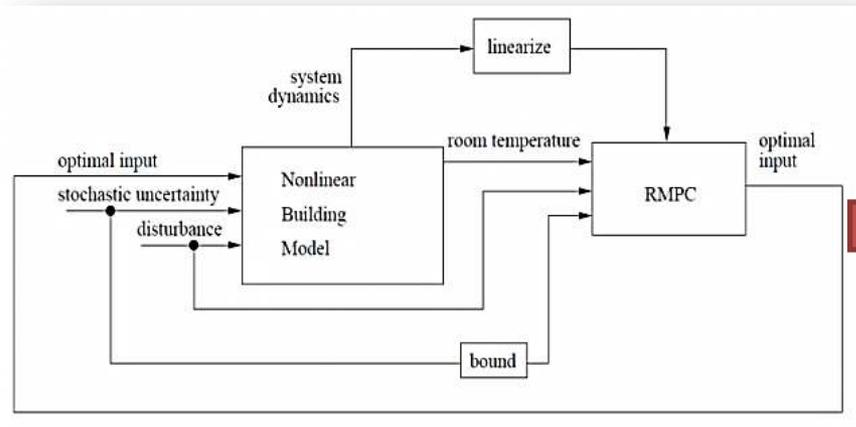 linearize
system
dynamics
room temperature
optimal
input
optimal input
Nonlinear
stochastic uncertainty
Building
RMPC
disturbance
Model
bound